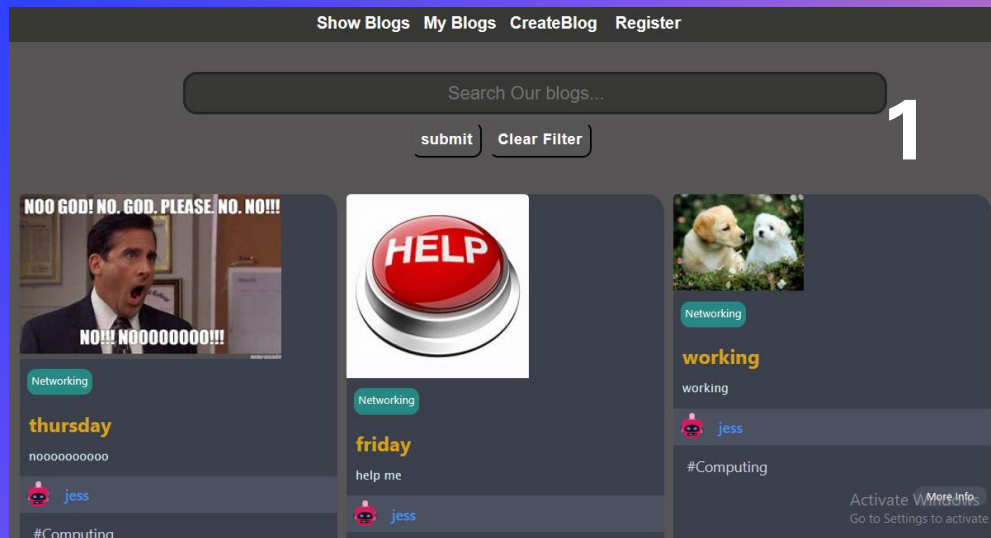 Show Blogs My Blogs CreateBlog Register
Search Our blogs...
submit Clear Filter
1
NOO GOD! NO. GOD. PLEASE. NO. NO!!!
NO!!! NOOOOOOOO!!!
Networking
thursday
noooooooooo
jess
#Computing
HELP
Networking
friday
help me
jess
Networking
working
working
jess
#Computing
More Info
Activate Windows
Go to Settings to activate